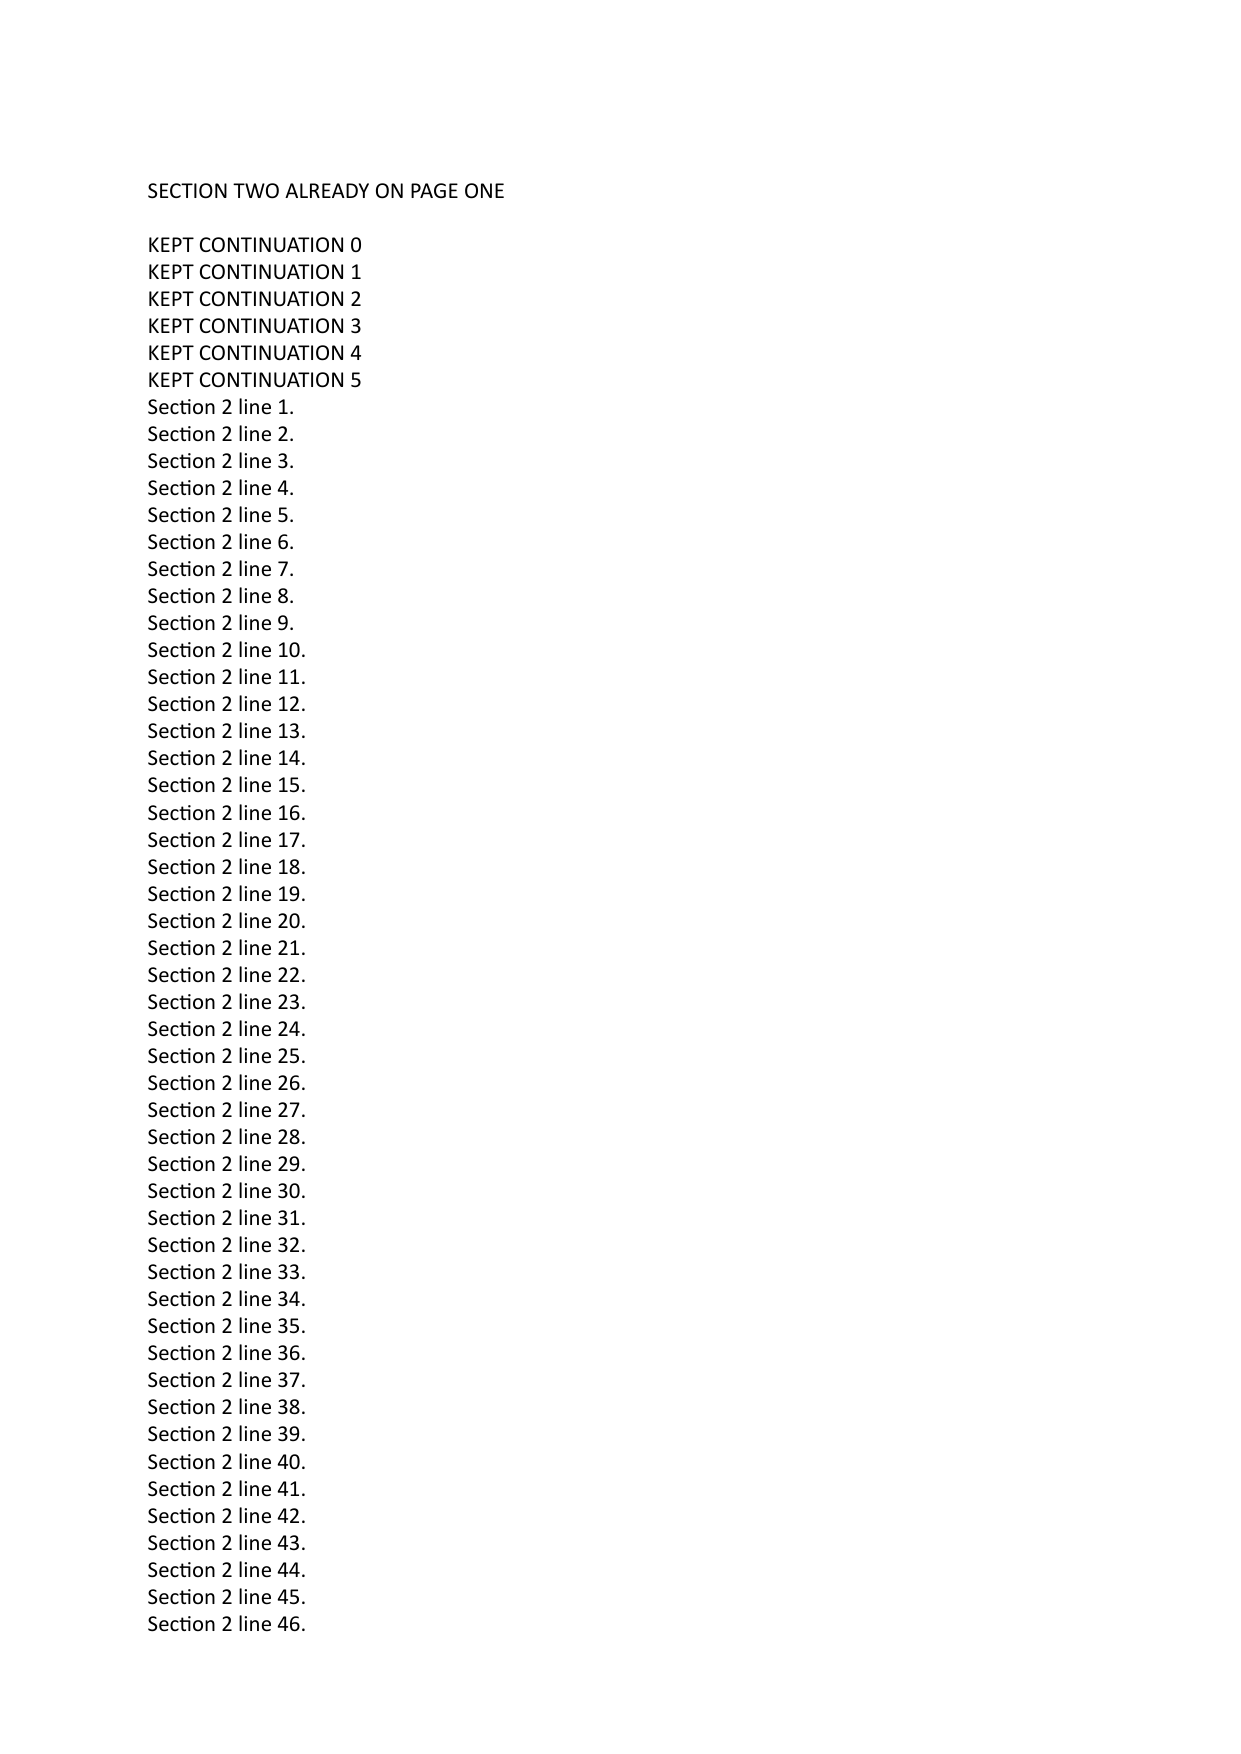 SECTION TWO ALREADY ON PAGE ONE
KEPT CONTINUATION 0
KEPT CONTINUATION 1
KEPT CONTINUATION 2
KEPT CONTINUATION 3
KEPT CONTINUATION 4
KEPT CONTINUATION 5
Section 2 line 1.
Section 2 line 2.
Section 2 line 3.
Section 2 line 4.
Section 2 line 5.
Section 2 line 6.
Section 2 line 7.
Section 2 line 8.
Section 2 line 9.
Section 2 line 10.
Section 2 line 11.
Section 2 line 12.
Section 2 line 13.
Section 2 line 14.
Section 2 line 15.
Section 2 line 16.
Section 2 line 17.
Section 2 line 18.
Section 2 line 19.
Section 2 line 20.
Section 2 line 21.
Section 2 line 22.
Section 2 line 23.
Section 2 line 24.
Section 2 line 25.
Section 2 line 26.
Section 2 line 27.
Section 2 line 28.
Section 2 line 29.
Section 2 line 30.
Section 2 line 31.
Section 2 line 32.
Section 2 line 33.
Section 2 line 34.
Section 2 line 35.
Section 2 line 36.
Section 2 line 37.
Section 2 line 38.
Section 2 line 39.
Section 2 line 40.
Section 2 line 41.
Section 2 line 42.
Section 2 line 43.
Section 2 line 44.
Section 2 line 45.
Section 2 line 46.